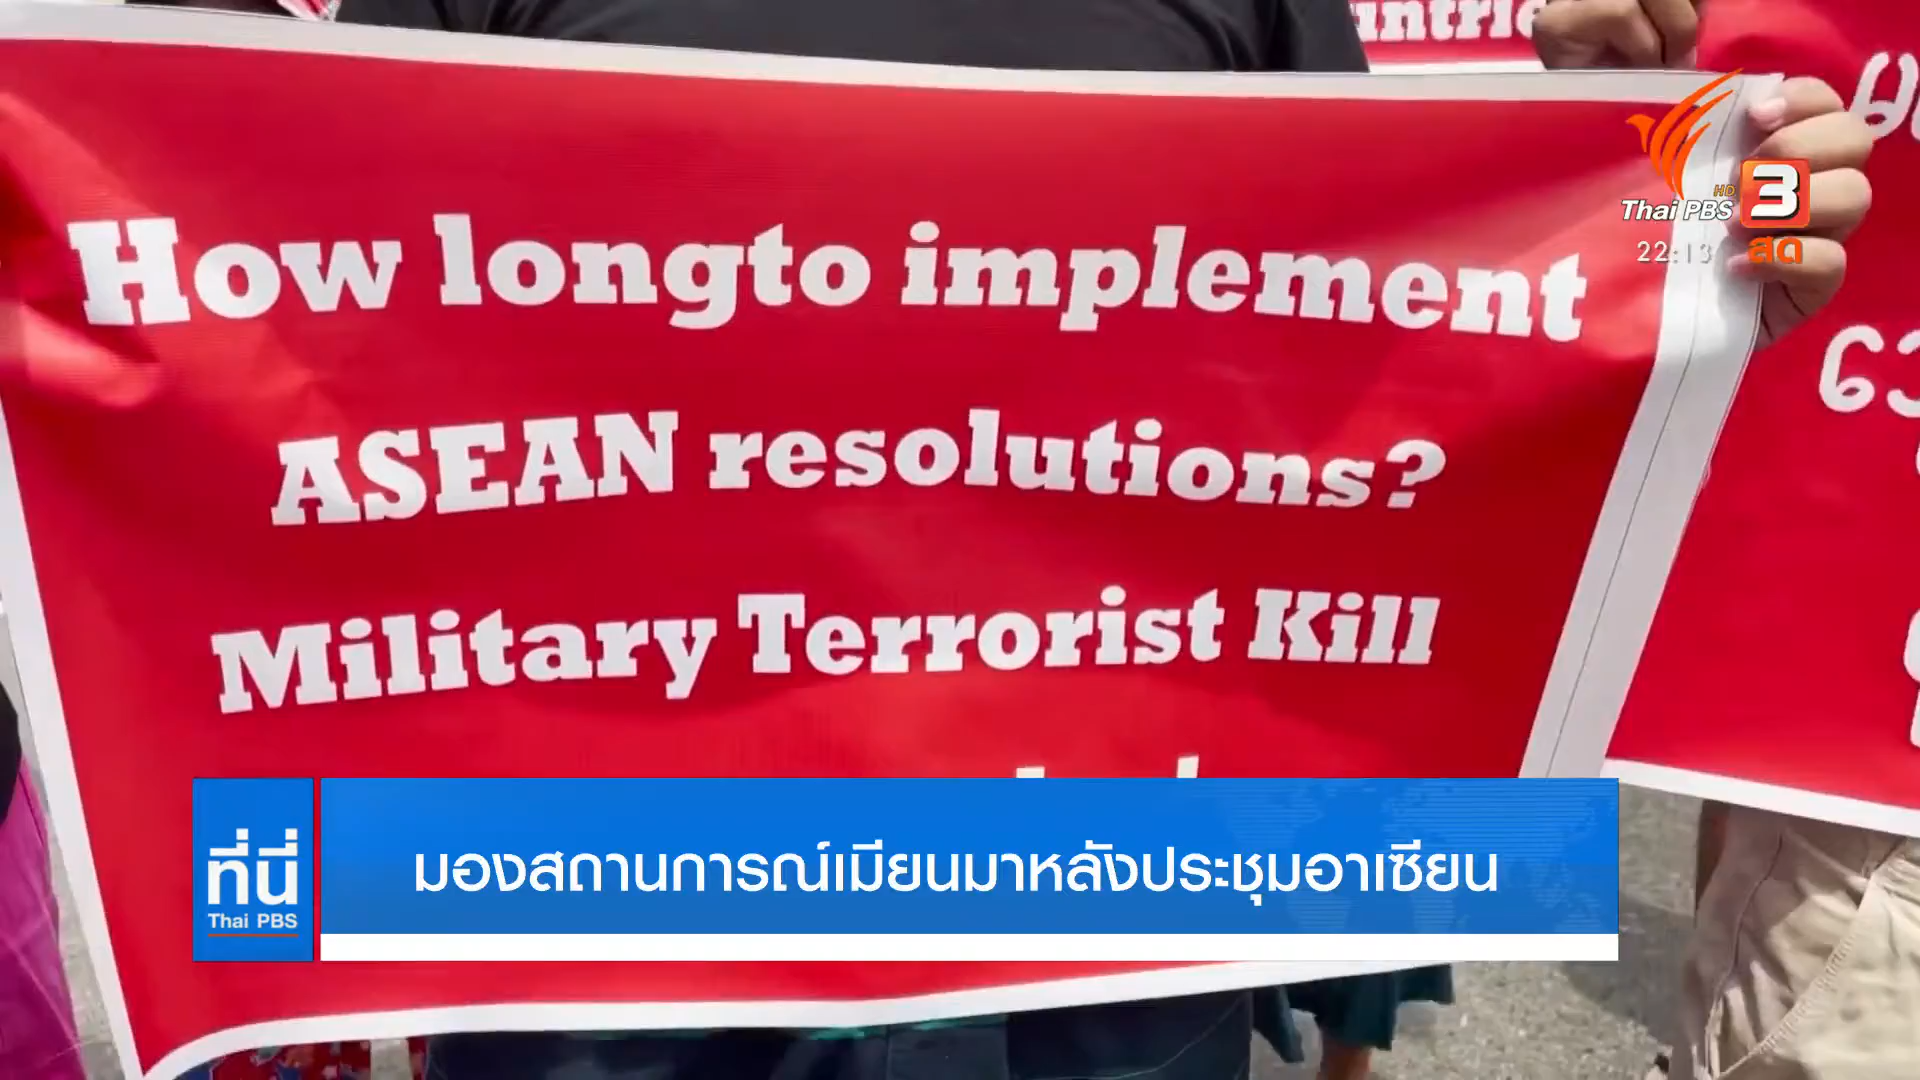 How longto implement
ASEAN resolutions?
Military Terrorist Kill
HD
Thai PBS 3
22:13 สด
ที่นี่
Thai PBS
มองสถานการณ์เมียนมาหลังประชุมอาเซียน